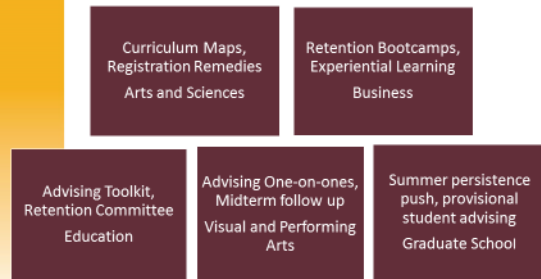 Curriculum Maps,
Registration Remedies
Arts and Sciences
Retention Bootcamps,
Experiential Learning
Business
Advising Toolkit,
Retention Committee
Education
Advising One-on-ones,
Midterm follow up
Visual and Performing
Arts
Summer persistence
push, provisional
student advising
Graduate School